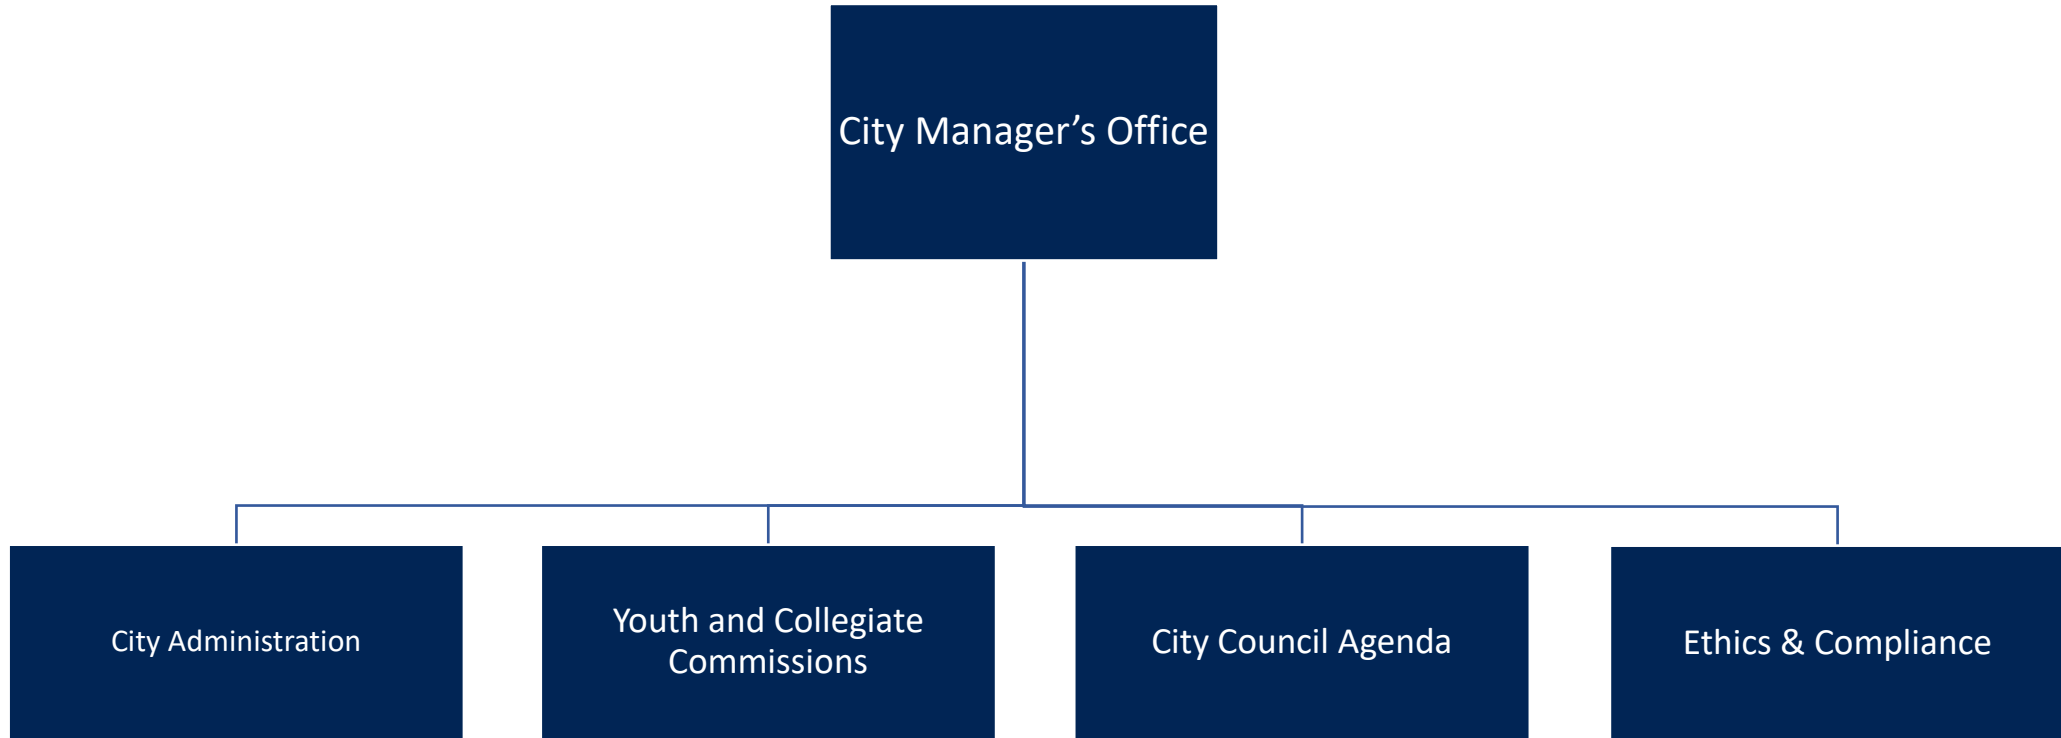 City Manager’s Office
City Administration
Youth and Collegiate
Commissions
City Council Agenda
Ethics & Compliance